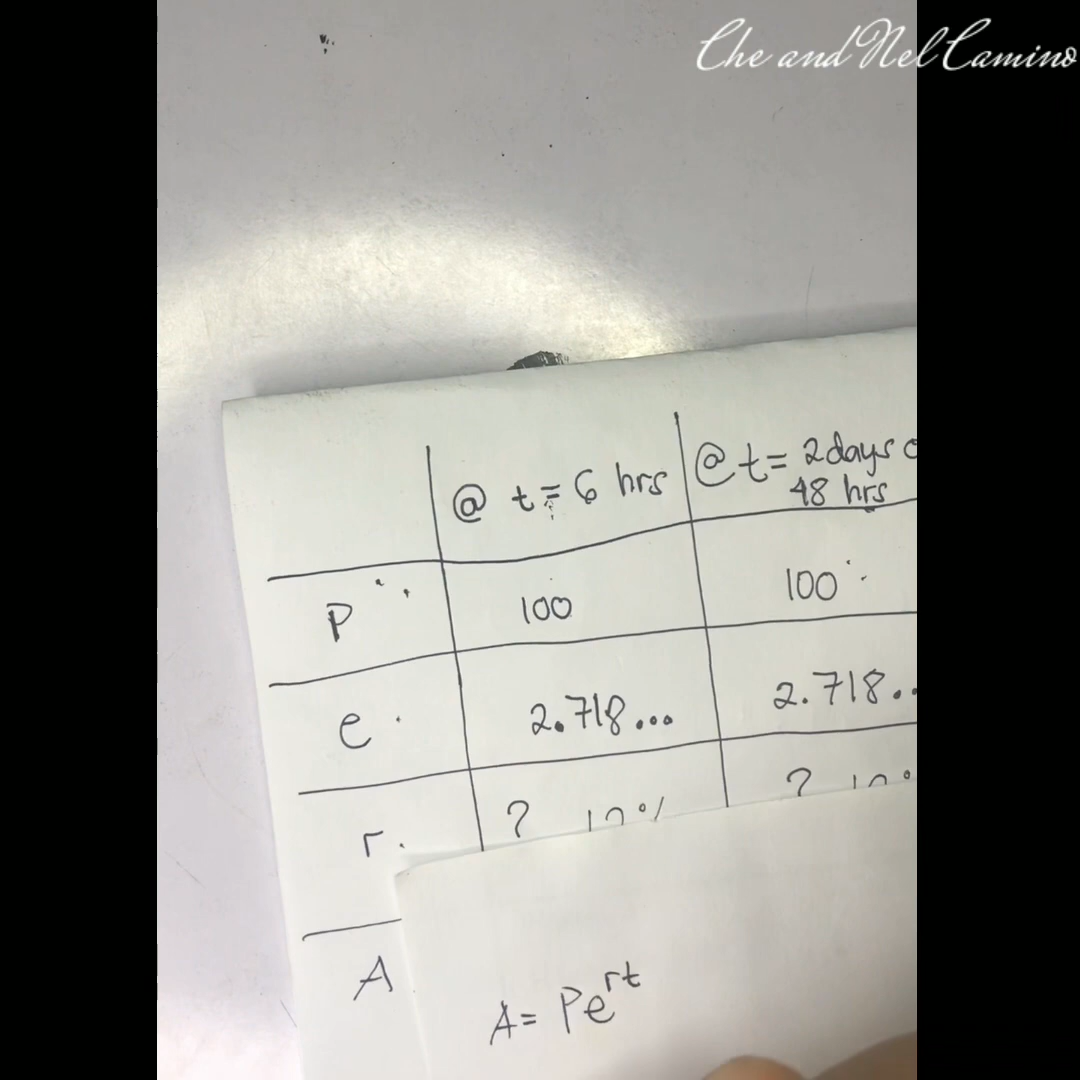 Che and Nel Camino
@ t = 6 hrs
@ t = 2 days
48 hrs
P 100 100
e 2.718... 2.718..
r. ? 10% ?
A
A = Pe^rt